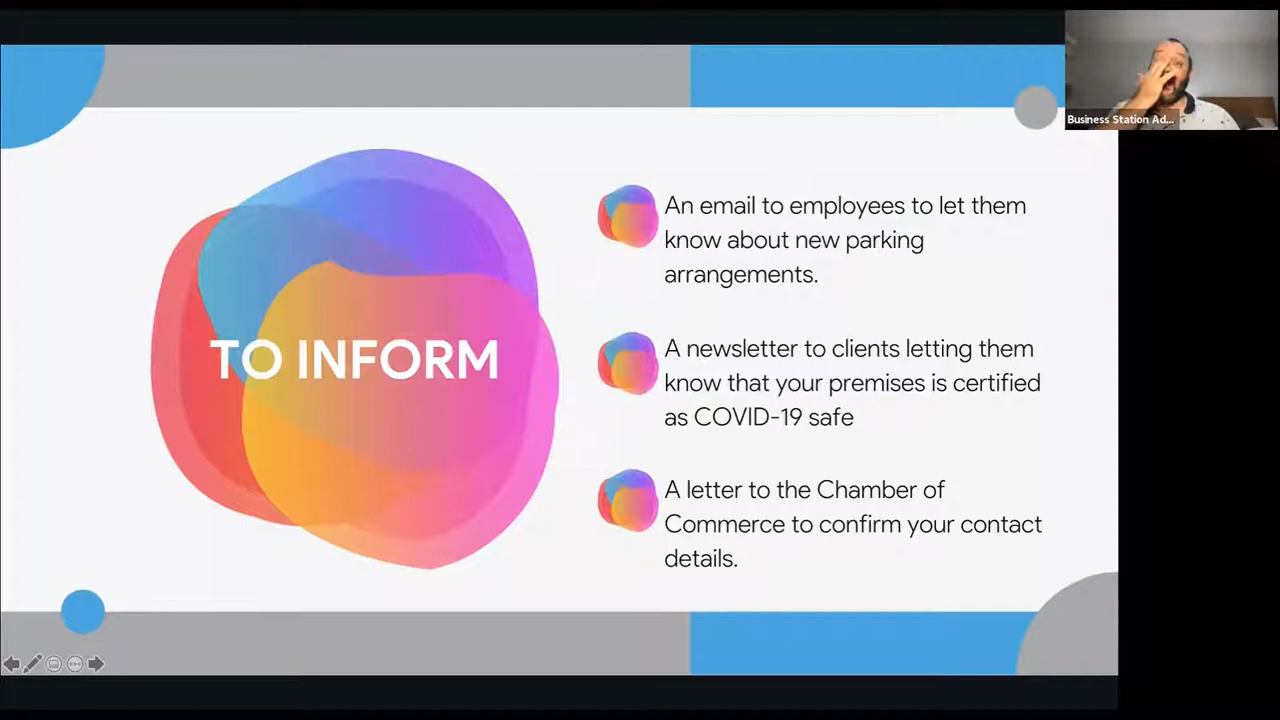 Business Station Ad...
TO INFORM
An email to employees to let them
know about new parking
arrangements.
A newsletter to clients letting them
know that your premises is certified
as COVID-19 safe
A letter to the Chamber of
Commerce to confirm your contact
details.